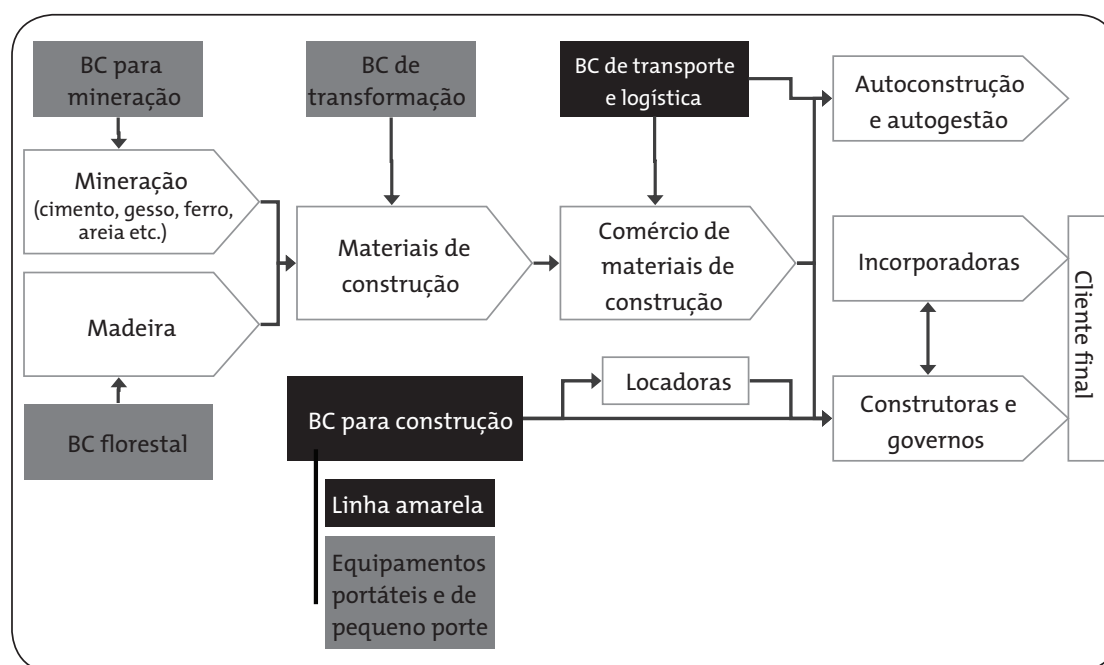 BC para
mineração
BC de
transformação
BC de transporte
e logística
Autoconstrução
e autogestão
Mineração
(cimento, gesso, ferro,
areia etc.)
Materiais de
construção
Comércio de
materiais de
construção
Incorporadoras
Madeira
Cliente final
Locadoras
BC florestal
BC para construção
Construtoras e
governos
Linha amarela
Equipamentos
portáteis e de
pequeno porte